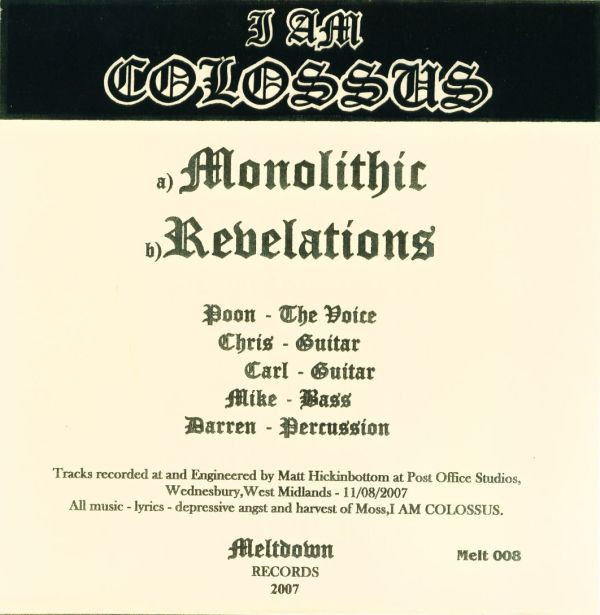 I AM
COLOSSUS
a) Monolithic
b) Revelations
Poon - The Voice
Chris - Guitar
Carl - Guitar
Mike - Bass
Darren - Percussion
Tracks recorded at and Engineered by Matt Hickinbottom at Post Office Studios,
Wednesbury,West Midlands - 11/08/2007
All music - lyrics - depressive angst and harvest of Moss,I AM COLOSSUS.
Meltdown
Melt 008
RECORDS
2007